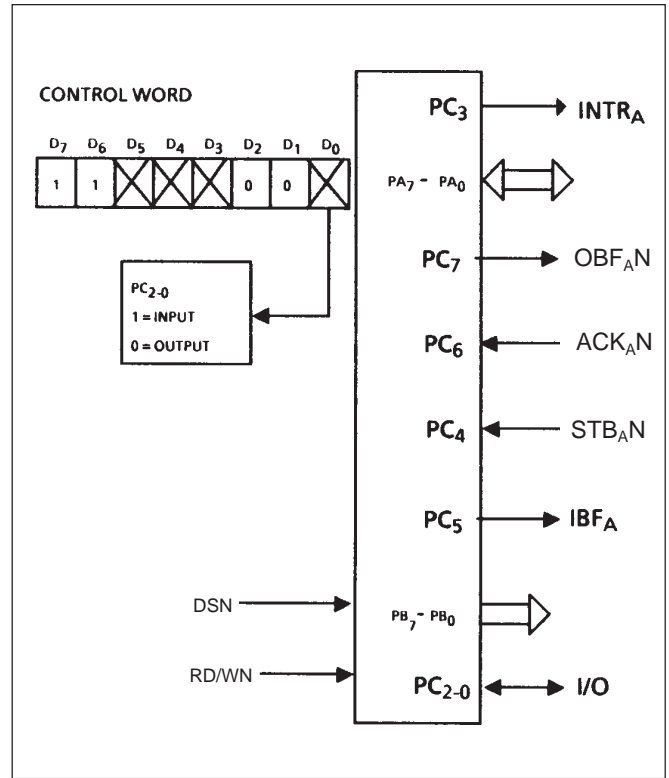 CONTROL WORD
D7 D6 D5 D4 D3 D2 D1 D0
1 1 0 0
PC2-0
1 = INPUT
0 = OUTPUT
PC3 INTRA
PA7 - PA0
PC7 OBFAN
PC6 ACKAN
PC4 STBAN
PC5 IBFA
DSN
PB7 - PB0
RD/WN
PC2-0 I/O